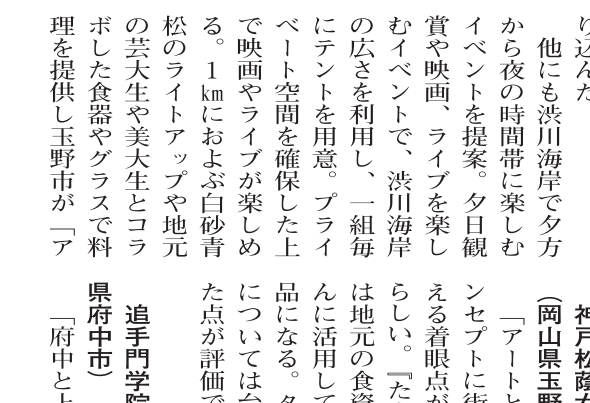 り込んだ
他にも渋川海岸で夕方
から夜の時間帯に楽しむ
イベントを提案。夕日観
賞や映画、ライブを楽し
むイベントで、渋川海岸
の広さを利用し、一組毎
にテントを用意。プライ
ベート空間を確保した上
で映画やライブが楽しめ
る。1㎞におよぶ白砂青
松のライトアップや地元
の芸大生や美大生とコラ
ボした食器やグラスで料
理を提供し玉野市が「ア
神戸松蔭
（岡山県玉野
「アートと
ンセプトに
える着眼点が
らしい。『た
は地元の食
んに活用して
品になる。
については
た点が評価で
追手門学院
県府中市）
「府中と上